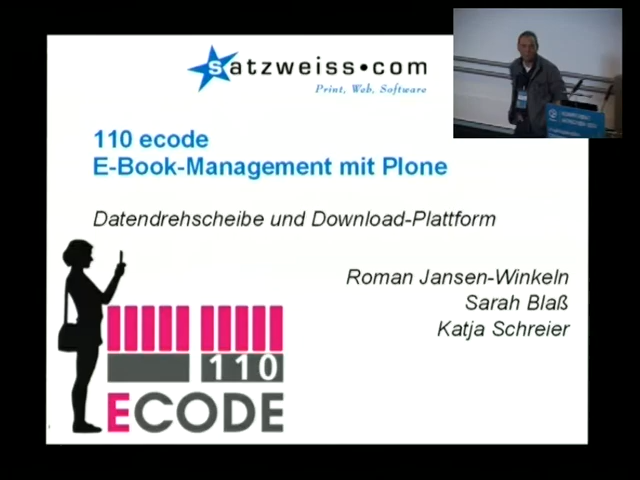 satzweiss.com
Print, Web, Software
110 ecode
E-Book-Management mit Plone
Datendrehscheibe und Download-Plattform
Roman Jansen-Winkeln
Sarah Blaß
Katja Schreier
110
ECODE